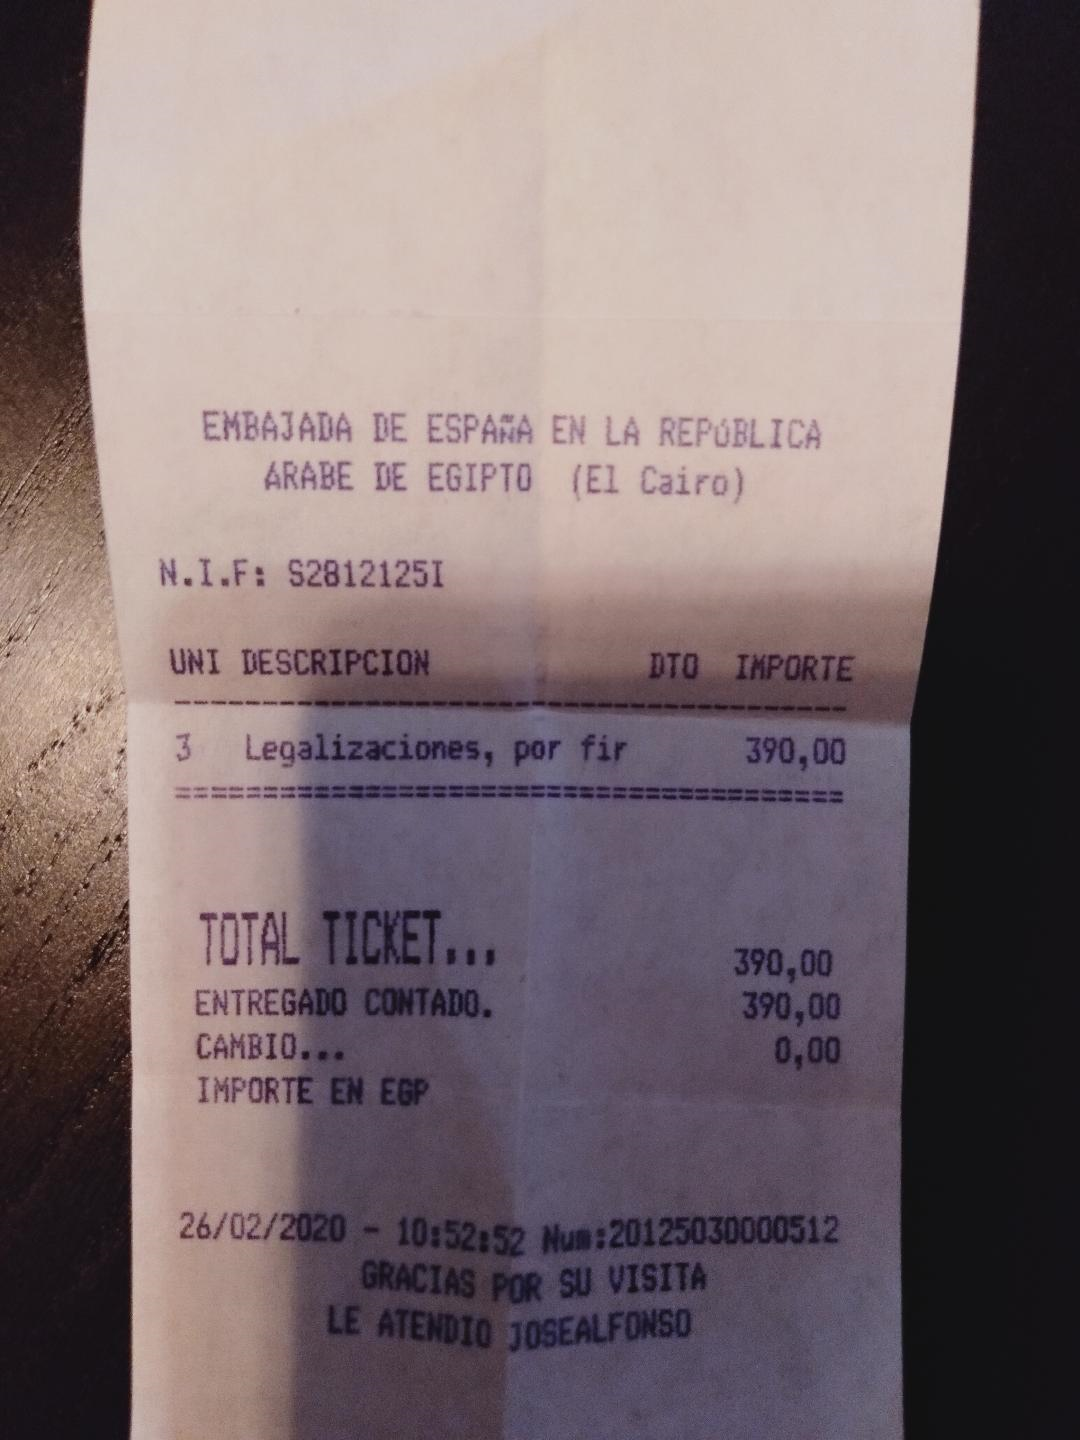 EMBAJADA DE ESPAÑA EN LA REPúBLICA
ARABE DE EGIPTO (El Cairo)
N.I.F: S2812125I
UNI DESCRIPCION DTO IMPORTE
3 Legalizaciones, por fir 390,00
TOTAL TICKET... 390,00
ENTREGADO CONTADO. 390,00
CAMBIO... 0,00
IMPORTE EN EGP
26/02/2020 - 10:52:52 Num:20125030000512
GRACIAS POR SU VISITA
LE ATENDIO JOSEALFONSO